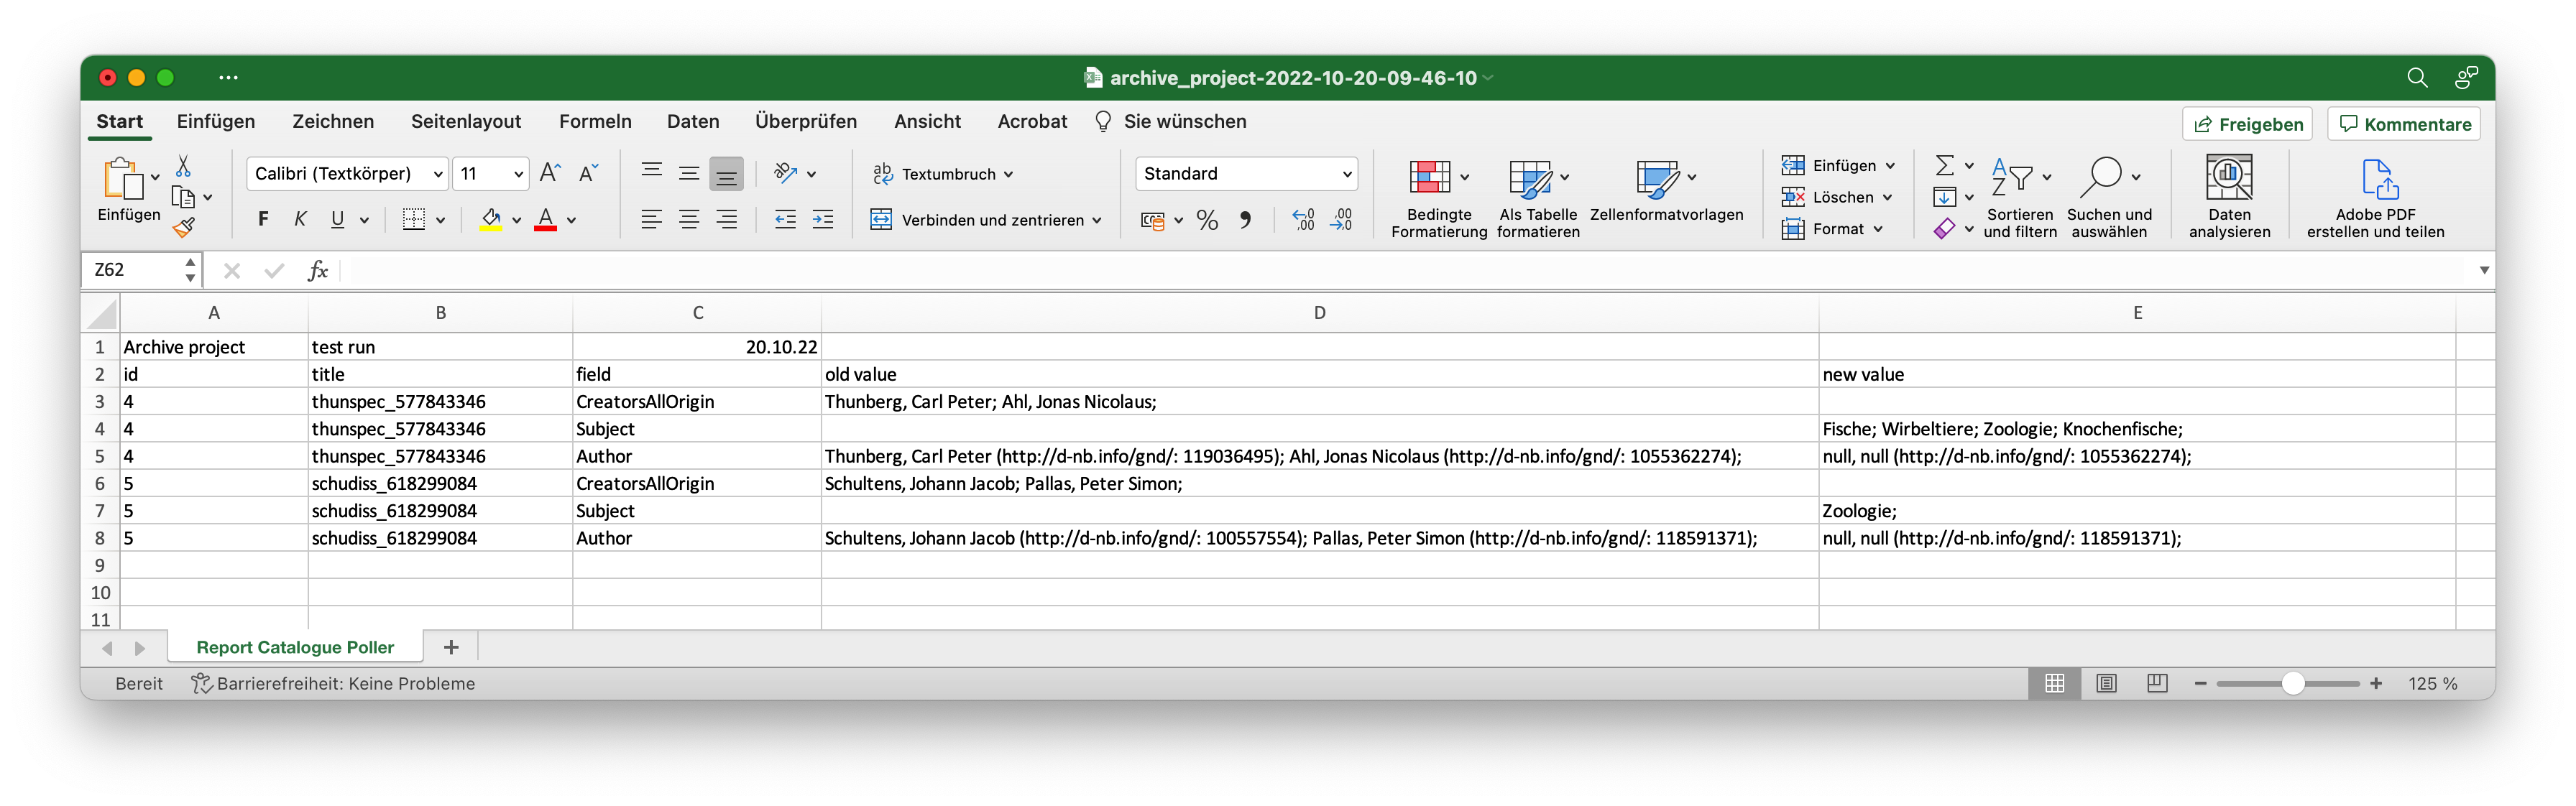 archive_project-2022-10-20-09-46-10
Start Einfügen Zeichnen Seitenlayout Formeln Daten Überprüfen Ansicht Acrobat Sie wünschen Freigeben Kommentare
Einfügen Calibri (Textkörper) 11 A A ab Textumbruch Standard Bedingte Formatierung Als Tabelle formatieren Zellenformatvorlagen Einfügen Löschen Format Sortieren und filtern Suchen und auswählen Daten analysieren Adobe PDF erstellen und teilen
F K U A ab c Verbinden und zentrieren % ,00 ,0 A Z
Z62 fx
A B C D E
1 Archive project test run 20.10.22
2 id title field old value new value
3 4 thunspec_577843346 CreatorsAllOrigin Thunberg, Carl Peter; Ahl, Jonas Nicolaus;
4 4 thunspec_577843346 Subject Fische; Wirbeltiere; Zoologie; Knochenfische;
5 4 thunspec_577843346 Author Thunberg, Carl Peter (http://d-nb.info/gnd/: 119036495); Ahl, Jonas Nicolaus (http://d-nb.info/gnd/: 1055362274); null, null (http://d-nb.info/gnd/: 1055362274);
6 5 schudiss_618299084 CreatorsAllOrigin Schultens, Johann Jacob; Pallas, Peter Simon;
7 5 schudiss_618299084 Subject Zoologie;
8 5 schudiss_618299084 Author Schultens, Johann Jacob (http://d-nb.info/gnd/: 100557554); Pallas, Peter Simon (http://d-nb.info/gnd/: 118591371); null, null (http://d-nb.info/gnd/: 118591371);
9
10
11
Report Catalogue Poller +
Bereit Barrierefreiheit: Keine Probleme 125 %